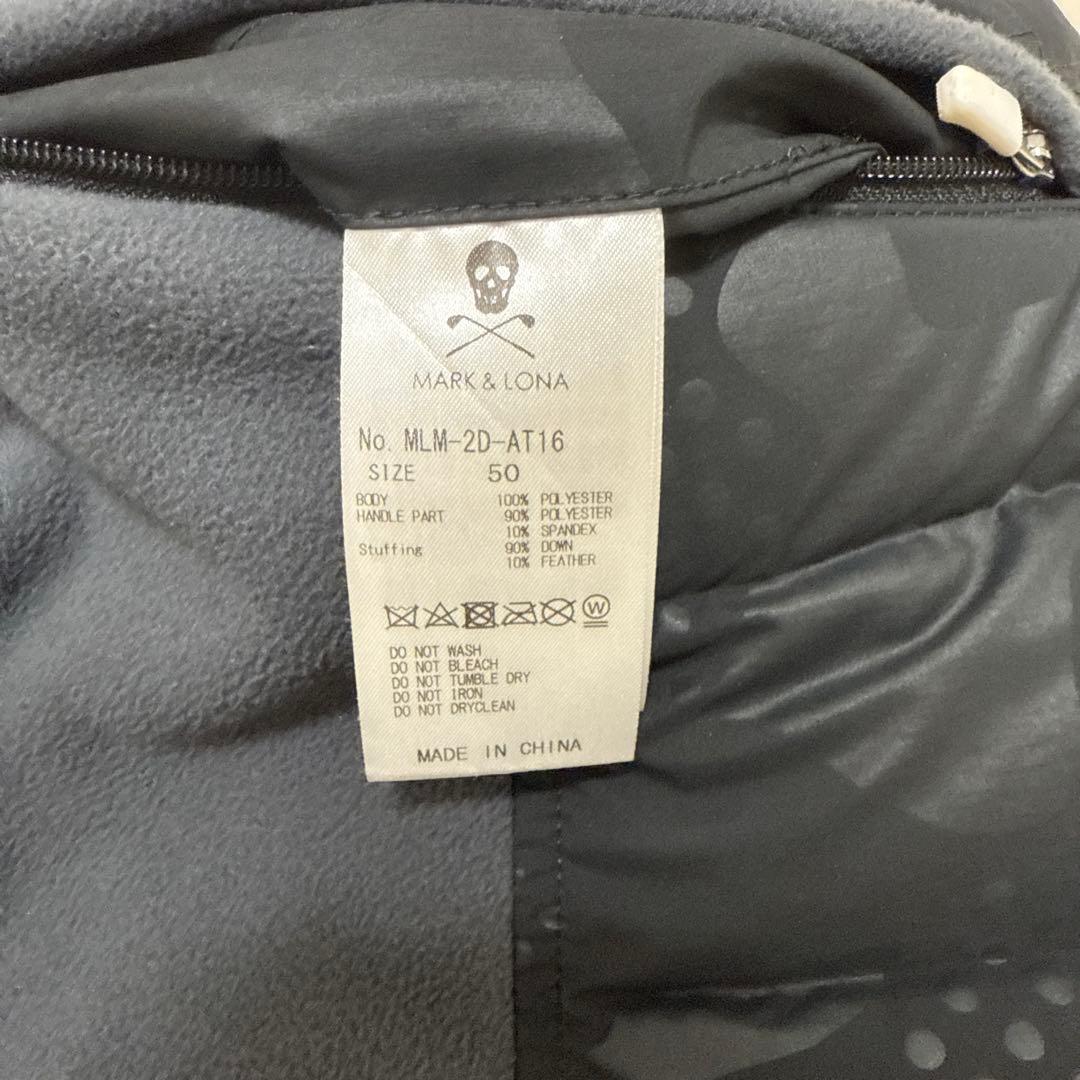 MARK & LONA
No. MLM-2D-AT16
SIZE 50
BODY 100% POLYESTER
HANDLE PART 90% POLYESTER
10% SPANDEX
Stuffing 90% DOWN
10% FEATHER
W
DO NOT WASH
DO NOT BLEACH
DO NOT TUMBLE DRY
DO NOT IRON
DO NOT DRYCLEAN
MADE IN CHINA